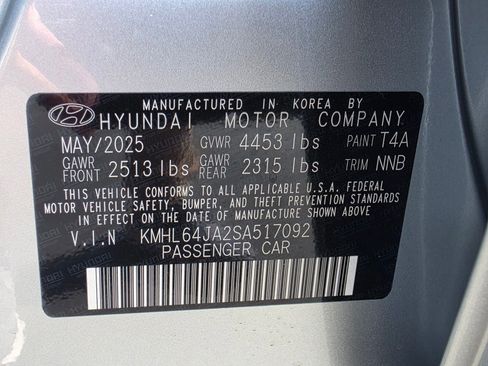 MANUFACTURED IN KOREA BY
HYUNDAI MOTOR COMPANY
MAY/2025 GVWR 4453 lbs PAINT T4A
GAWR FRONT 2513 lbs GAWR REAR 2315 lbs TRIM NNB
THIS VEHICLE CONFORMS TO ALL APPLICABLE U.S.A. FEDERAL
MOTOR VEHICLE SAFETY, BUMPER, AND THEFT PREVENTION STANDARDS
IN EFFECT ON THE DATE OF MANUFACTURE SHOWN ABOVE.
V.I.N KMHL64JA2SA517092
PASSENGER CAR